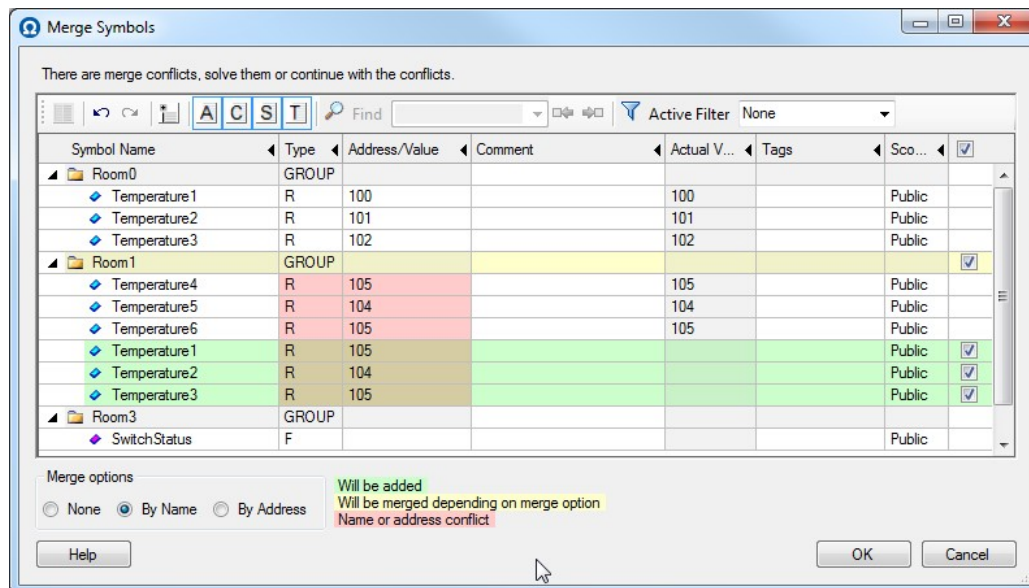 Merge Symbols
There are merge conflicts, solve them or continue with the conflicts.
A C S T Find Active Filter None
Symbol Name Type Address/Value Comment Actual V... Tags Sco...
Room0 GROUP
Temperature1 R 100 100 Public
Temperature2 R 101 101 Public
Temperature3 R 102 102 Public
Room1 GROUP
Temperature4 R 105 105 Public
Temperature5 R 104 104 Public
Temperature6 R 105 105 Public
Temperature1 R 105 Public
Temperature2 R 104 Public
Temperature3 R 105 Public
Room3 GROUP
SwitchStatus F Public
Merge options
None By Name By Address
Will be added
Will be merged depending on merge option
Name or address conflict
Help OK Cancel